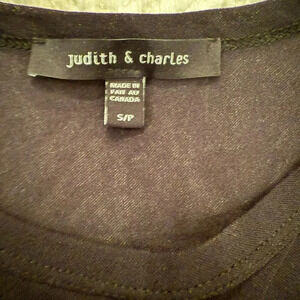 judith & charles
MADE IN
FAIT AU
CANADA
S/P